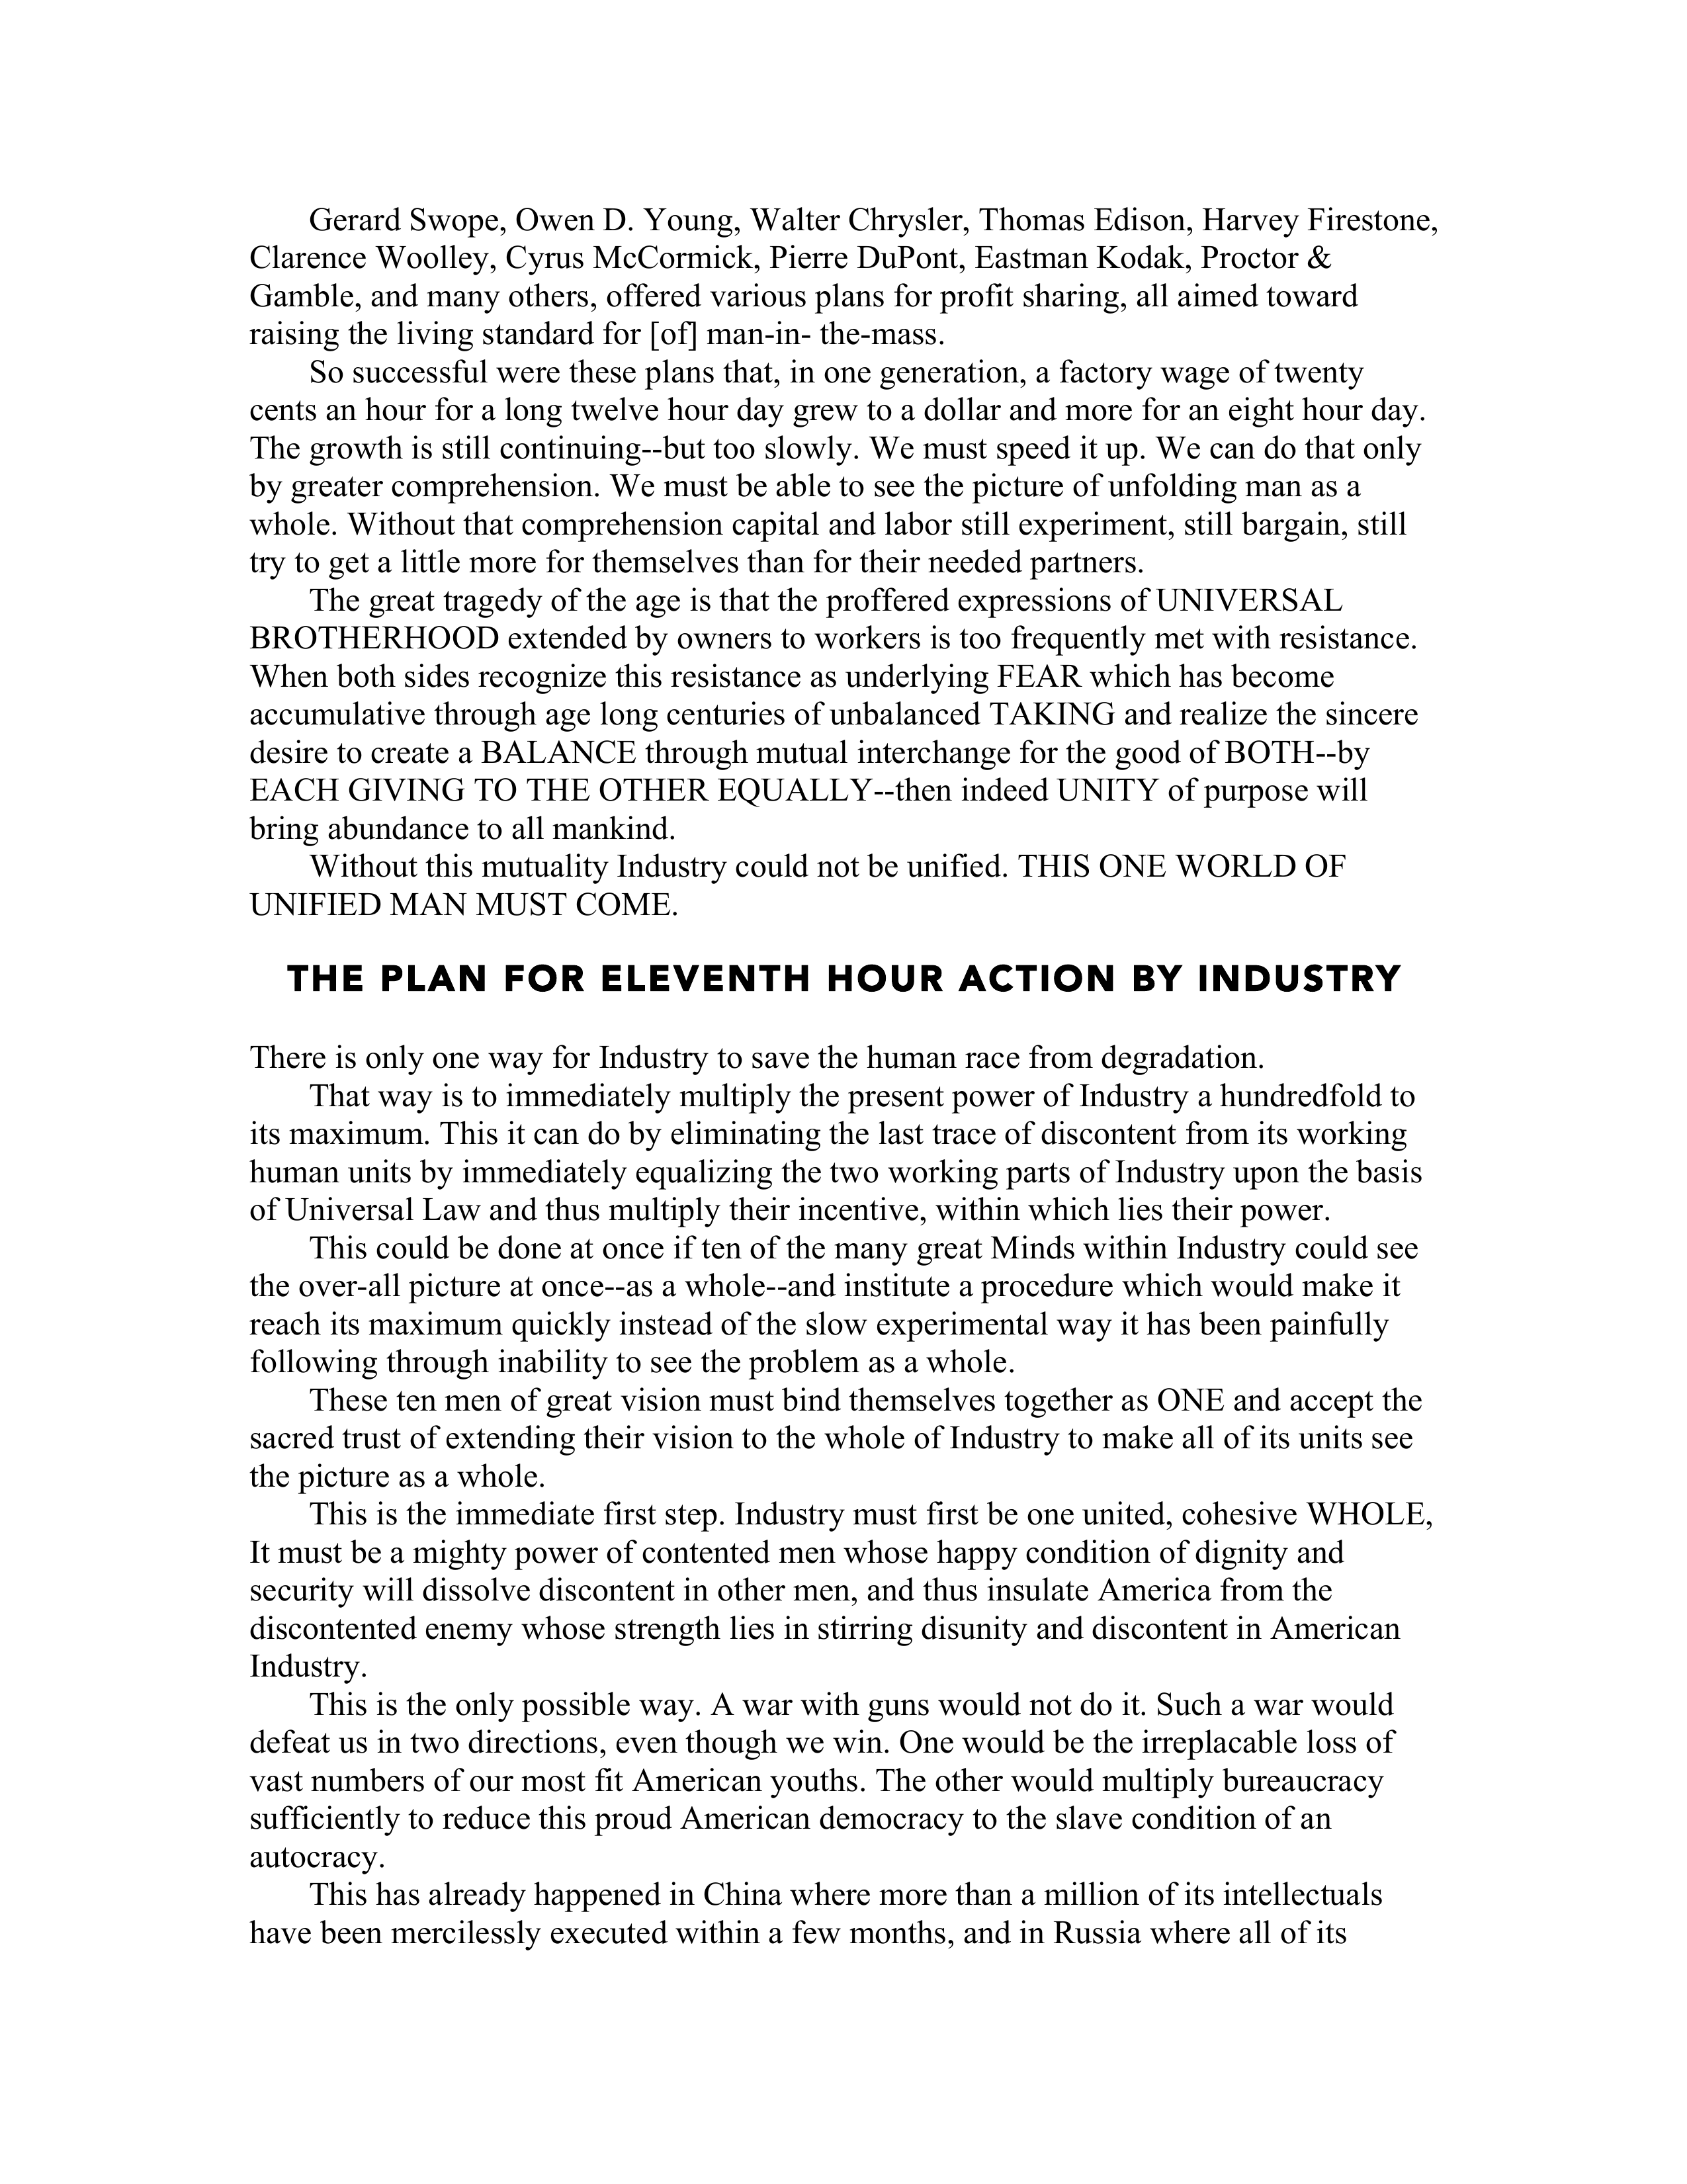 Gerard Swope, Owen D. Young, Walter Chrysler, Thomas Edison, Harvey Firestone,
Clarence Woolley, Cyrus McCormick, Pierre DuPont, Eastman Kodak, Proctor &
Gamble, and many others, offered various plans for profit sharing, all aimed toward
raising the living standard for [of] man-in- the-mass.
So successful were these plans that, in one generation, a factory wage of twenty
cents an hour for a long twelve hour day grew to a dollar and more for an eight hour day.
The growth is still continuing--but too slowly. We must speed it up. We can do that only
by greater comprehension. We must be able to see the picture of unfolding man as a
whole. Without that comprehension capital and labor still experiment, still bargain, still
try to get a little more for themselves than for their needed partners.
The great tragedy of the age is that the proffered expressions of UNIVERSAL
BROTHERHOOD extended by owners to workers is too frequently met with resistance.
When both sides recognize this resistance as underlying FEAR which has become
accumulative through age long centuries of unbalanced TAKING and realize the sincere
desire to create a BALANCE through mutual interchange for the good of BOTH--by
EACH GIVING TO THE OTHER EQUALLY--then indeed UNITY of purpose will
bring abundance to all mankind.
Without this mutuality Industry could not be unified. THIS ONE WORLD OF
UNIFIED MAN MUST COME.
THE PLAN FOR ELEVENTH HOUR ACTION BY INDUSTRY
There is only one way for Industry to save the human race from degradation.
That way is to immediately multiply the present power of Industry a hundredfold to
its maximum. This it can do by eliminating the last trace of discontent from its working
human units by immediately equalizing the two working parts of Industry upon the basis
of Universal Law and thus multiply their incentive, within which lies their power.
This could be done at once if ten of the many great Minds within Industry could see
the over-all picture at once--as a whole--and institute a procedure which would make it
reach its maximum quickly instead of the slow experimental way it has been painfully
following through inability to see the problem as a whole.
These ten men of great vision must bind themselves together as ONE and accept the
sacred trust of extending their vision to the whole of Industry to make all of its units see
the picture as a whole.
This is the immediate first step. Industry must first be one united, cohesive WHOLE,
It must be a mighty power of contented men whose happy condition of dignity and
security will dissolve discontent in other men, and thus insulate America from the
discontented enemy whose strength lies in stirring disunity and discontent in American
Industry.
This is the only possible way. A war with guns would not do it. Such a war would
defeat us in two directions, even though we win. One would be the irreplacable loss of
vast numbers of our most fit American youths. The other would multiply bureaucracy
sufficiently to reduce this proud American democracy to the slave condition of an
autocracy.
This has already happened in China where more than a million of its intellectuals
have been mercilessly executed within a few months, and in Russia where all of its